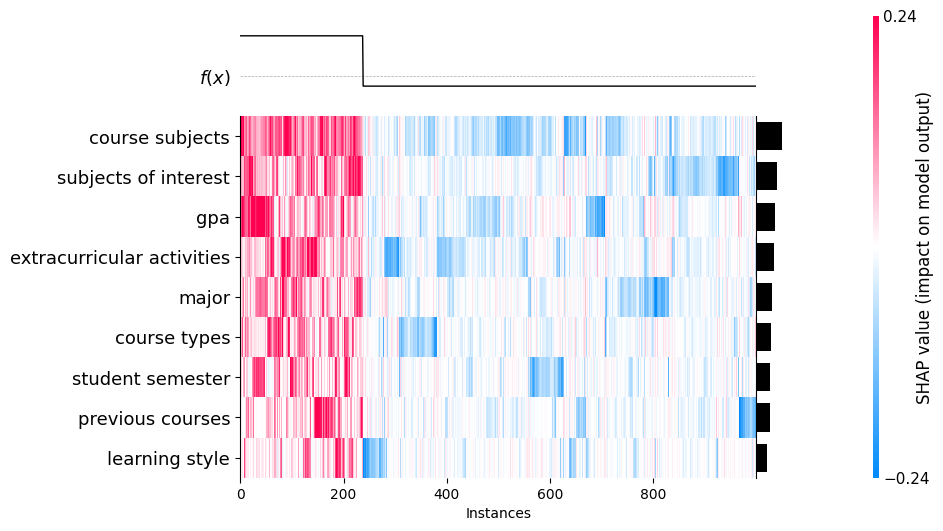 0.24
f(x)
course subjects
subjects of interest
gpa
extracurricular activities
major
course types
student semester
previous courses
learning style
0 200 400 600 800
Instances
SHAP value (impact on model output)
−0.24